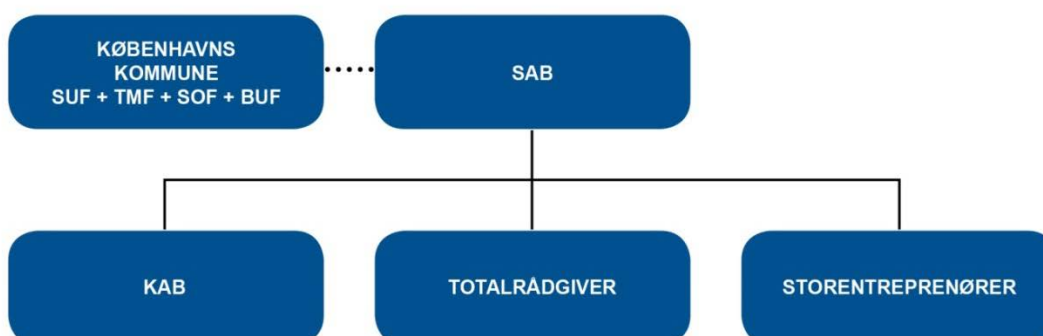 KØBENHAVNS
KOMMUNE
SUF + TMF + SOF + BUF
SAB
KAB
TOTALRÅDGIVER
STORENTREPRENØRER